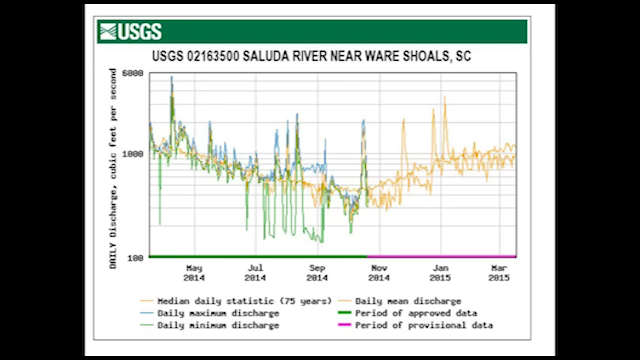 USGS
USGS 02163500 SALUDA RIVER NEAR WARE SHOALS, SC
DAILY Discharge, cubic feet per second
6000
1000
100
May 2014
Jul 2014
Sep 2014
Nov 2014
Jan 2015
Mar 2015
Median daily statistic (75 years)
Daily mean discharge
Daily maximum discharge
Period of approved data
Daily minimum discharge
Period of provisional data